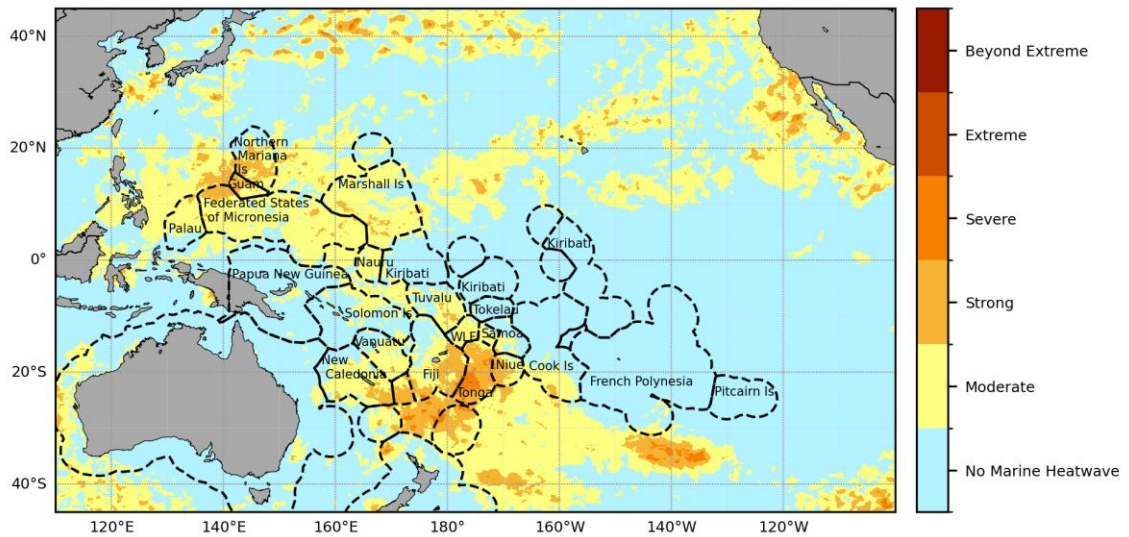 40°N
20°N
0°
20°S
40°S
120°E
140°E
160°E
180°
160°W
140°W
120°W
Northern
Mariana
Is
Guam
Federated States
of Micronesia
Palau
Marshall Is
Nauru
Kiribati
Kiribati
Kiribati
Papua New Guinea
Tuvalu
Tokelau
Solomon Is
WLF
Samoa
Vanuatu
New
Caledonia
Fiji
Niue
Cook Is
Tonga
French Polynesia
Pitcairn Is
Beyond Extreme
Extreme
Severe
Strong
Moderate
No Marine Heatwave